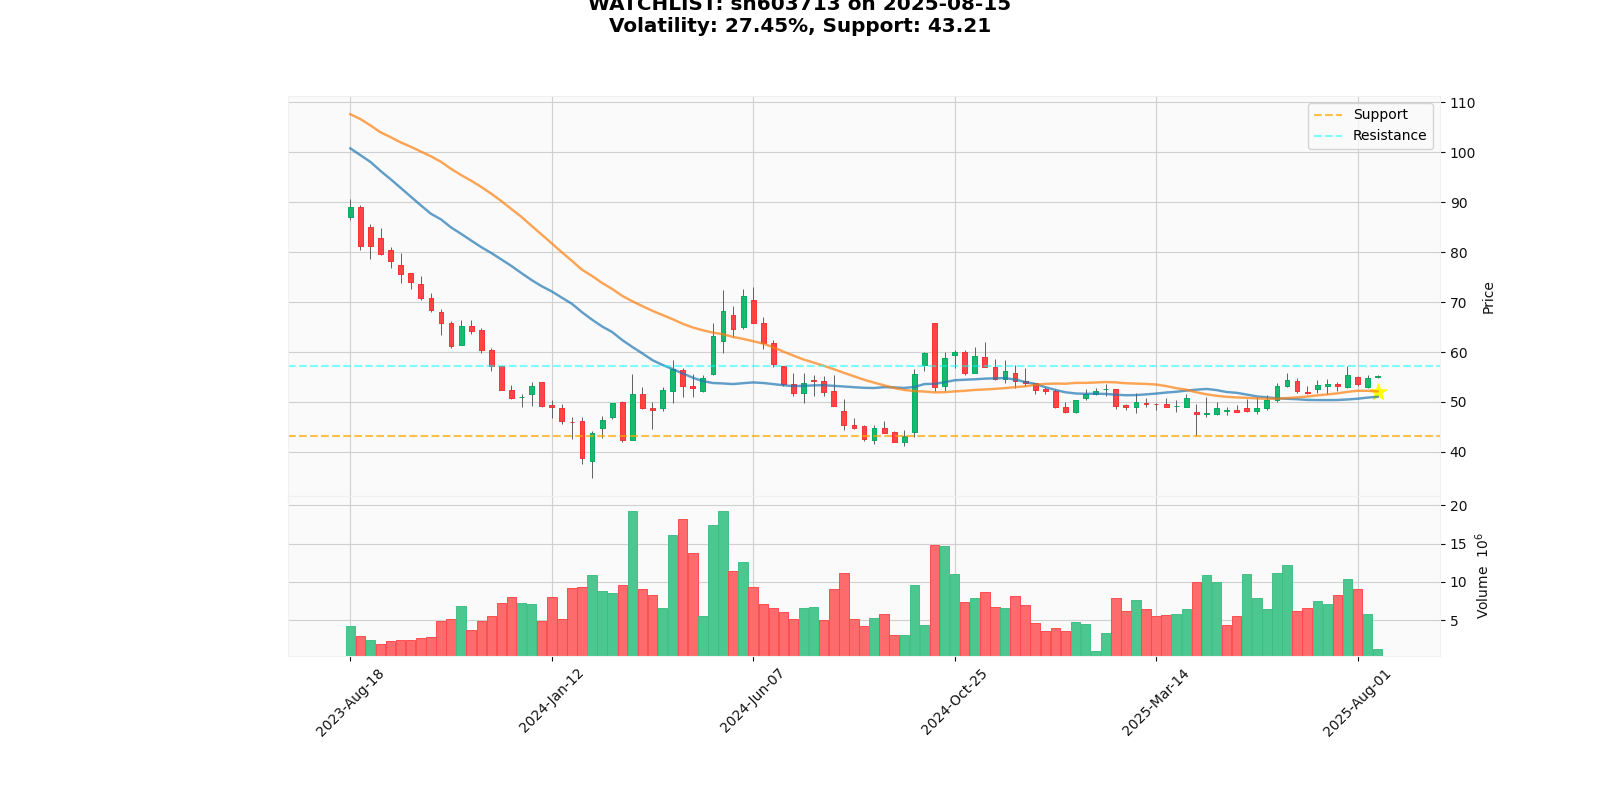 WATCHLIST: sh603713 on 2025-08-15
Volatility: 27.45%, Support: 43.21
Support
Resistance
110
100
90
80
70
60
50
40
Price
20
15
10
5
Volume 10⁶
2023-Aug-18
2024-Jan-12
2024-Jun-07
2024-Oct-25
2025-Mar-14
2025-Aug-01